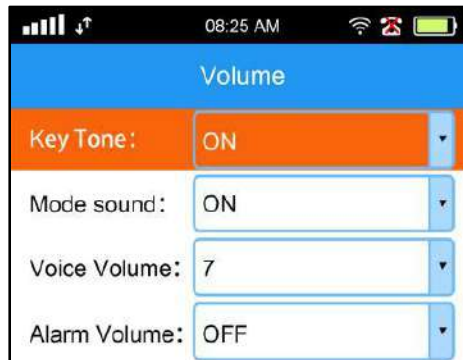 08:25 AM
Volume
Key Tone: ON
Mode sound: ON
Voice Volume: 7
Alarm Volume: OFF